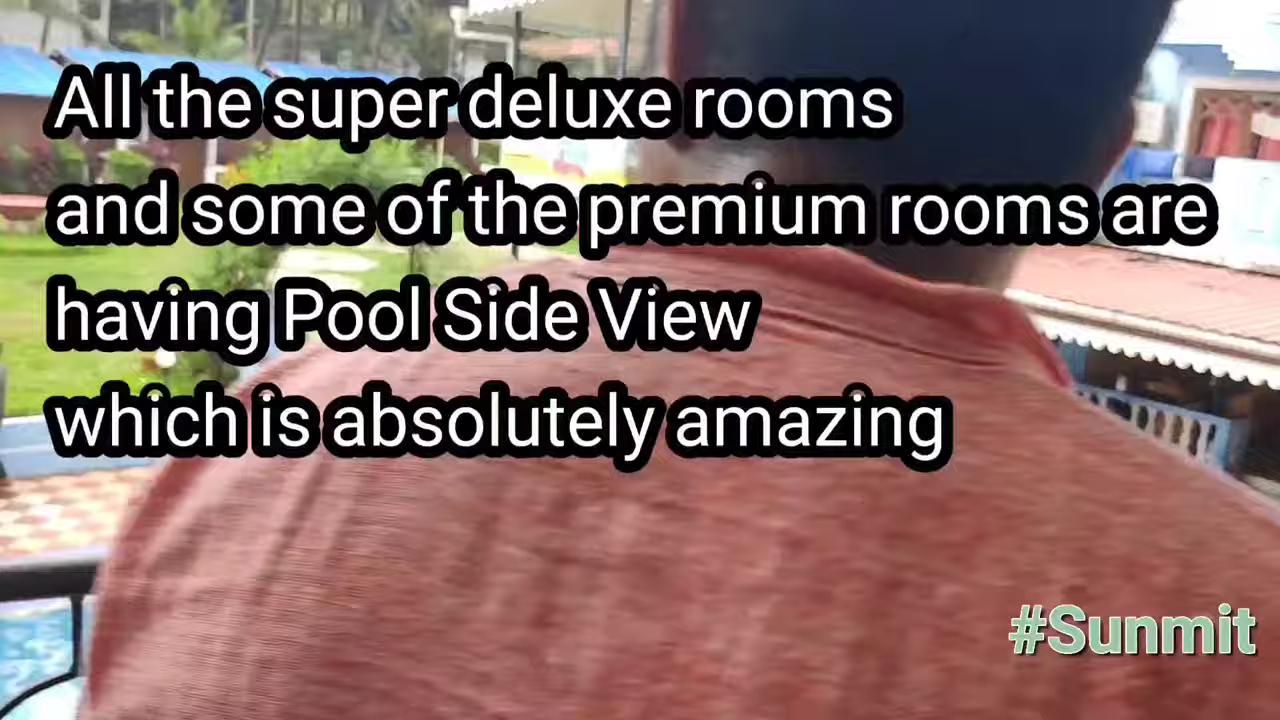 All the super deluxe rooms
and some of the premium rooms are
having Pool Side View
which is absolutely amazing
#Sunmit